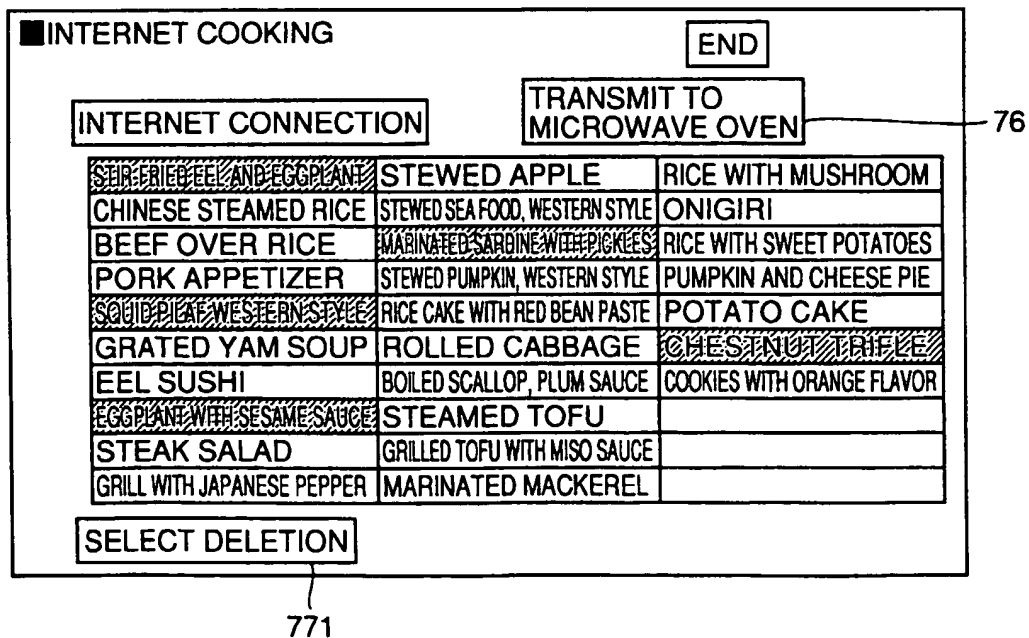 ■INTERNET COOKING
END
INTERNET CONNECTION
TRANSMIT TO
MICROWAVE OVEN
76
STIR-FRIED EEL AND EGGPLANT STEWED APPLE RICE WITH MUSHROOM
CHINESE STEAMED RICE STEWED SEA FOOD, WESTERN STYLE ONIGIRI
BEEF OVER RICE MARINATED SARDINE WITH PICKLES RICE WITH SWEET POTATOES
PORK APPETIZER STEWED PUMPKIN, WESTERN STYLE PUMPKIN AND CHEESE PIE
SQUID PILAF WESTERN STYLE RICE CAKE WITH RED BEAN PASTE POTATO CAKE
GRATED YAM SOUP ROLLED CABBAGE CHESTNUT TRIFLE
EEL SUSHI BOILED SCALLOP, PLUM SAUCE COOKIES WITH ORANGE FLAVOR
EGGPLANT WITH SESAME SAUCE STEAMED TOFU
STEAK SALAD GRILLED TOFU WITH MISO SAUCE
GRILL WITH JAPANESE PEPPER MARINATED MACKEREL
SELECT DELETION
771